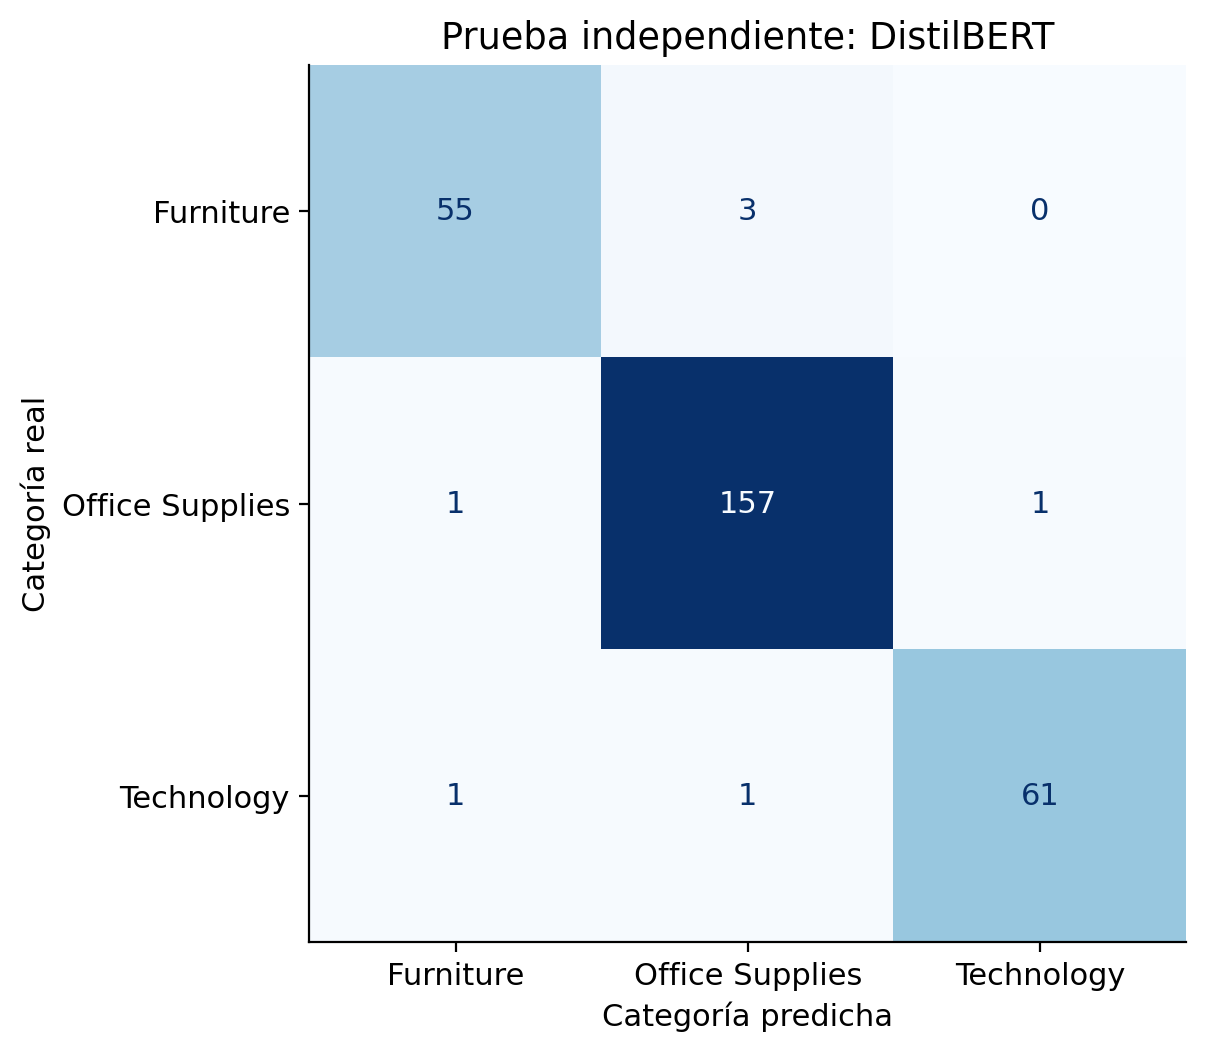 Prueba independiente: DistilBERT
Categoría real
Furniture
55
3
0
Office Supplies
1
157
1
Technology
1
1
61
Furniture
Office Supplies
Technology
Categoría predicha